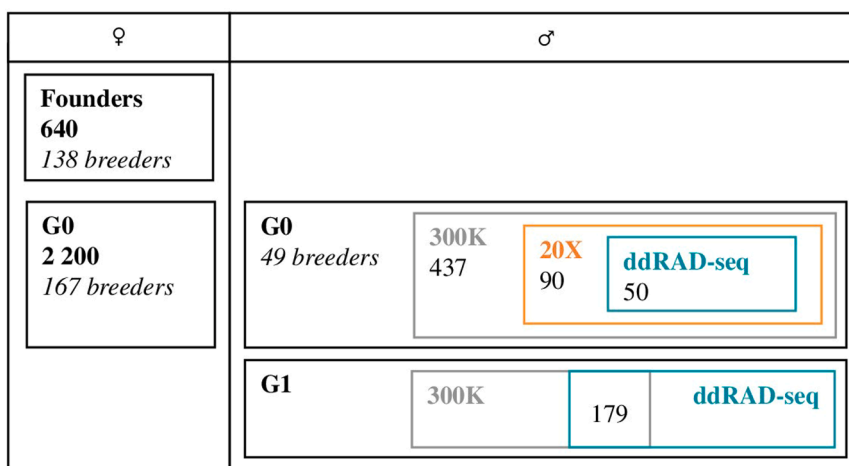 ♀
♂
Founders
640
138 breeders
G0
2 200
167 breeders
G0
49 breeders
300K
437
20X
90
ddRAD-seq
50
G1
300K
179
ddRAD-seq